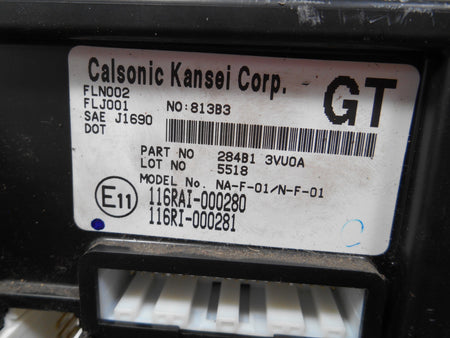 Calsonic Kansei Corp.
GT
FLN002
FLJ001 NO:813B3
SAE J1690
DOT
PART NO 284B1 3VU0A
LOT NO 5518
MODEL No. NA-F-01/N-F-01
E11 116RAI-000280
116RI-000281